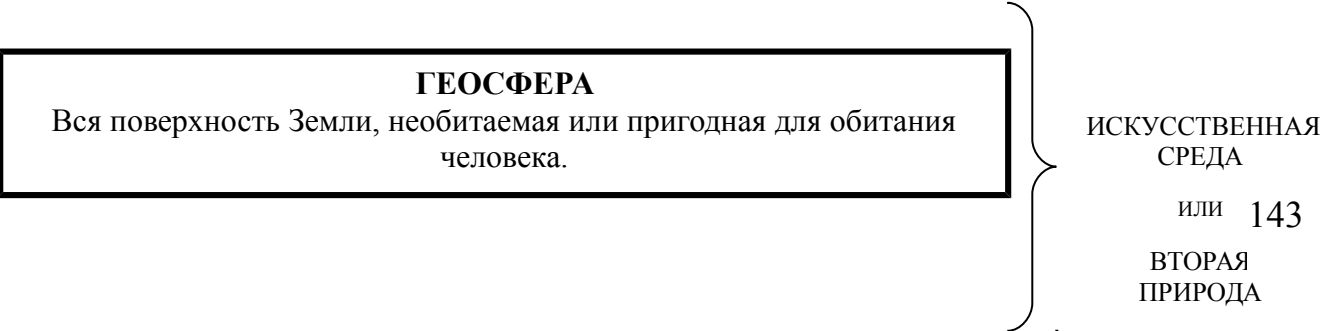 ГЕОСФЕРА
Вся поверхность Земли, необитаемая или пригодная для обитания
человека.
ИСКУССТВЕННАЯ
СРЕДА
ИЛИ 143
ВТОРАЯ
ПРИРОДА